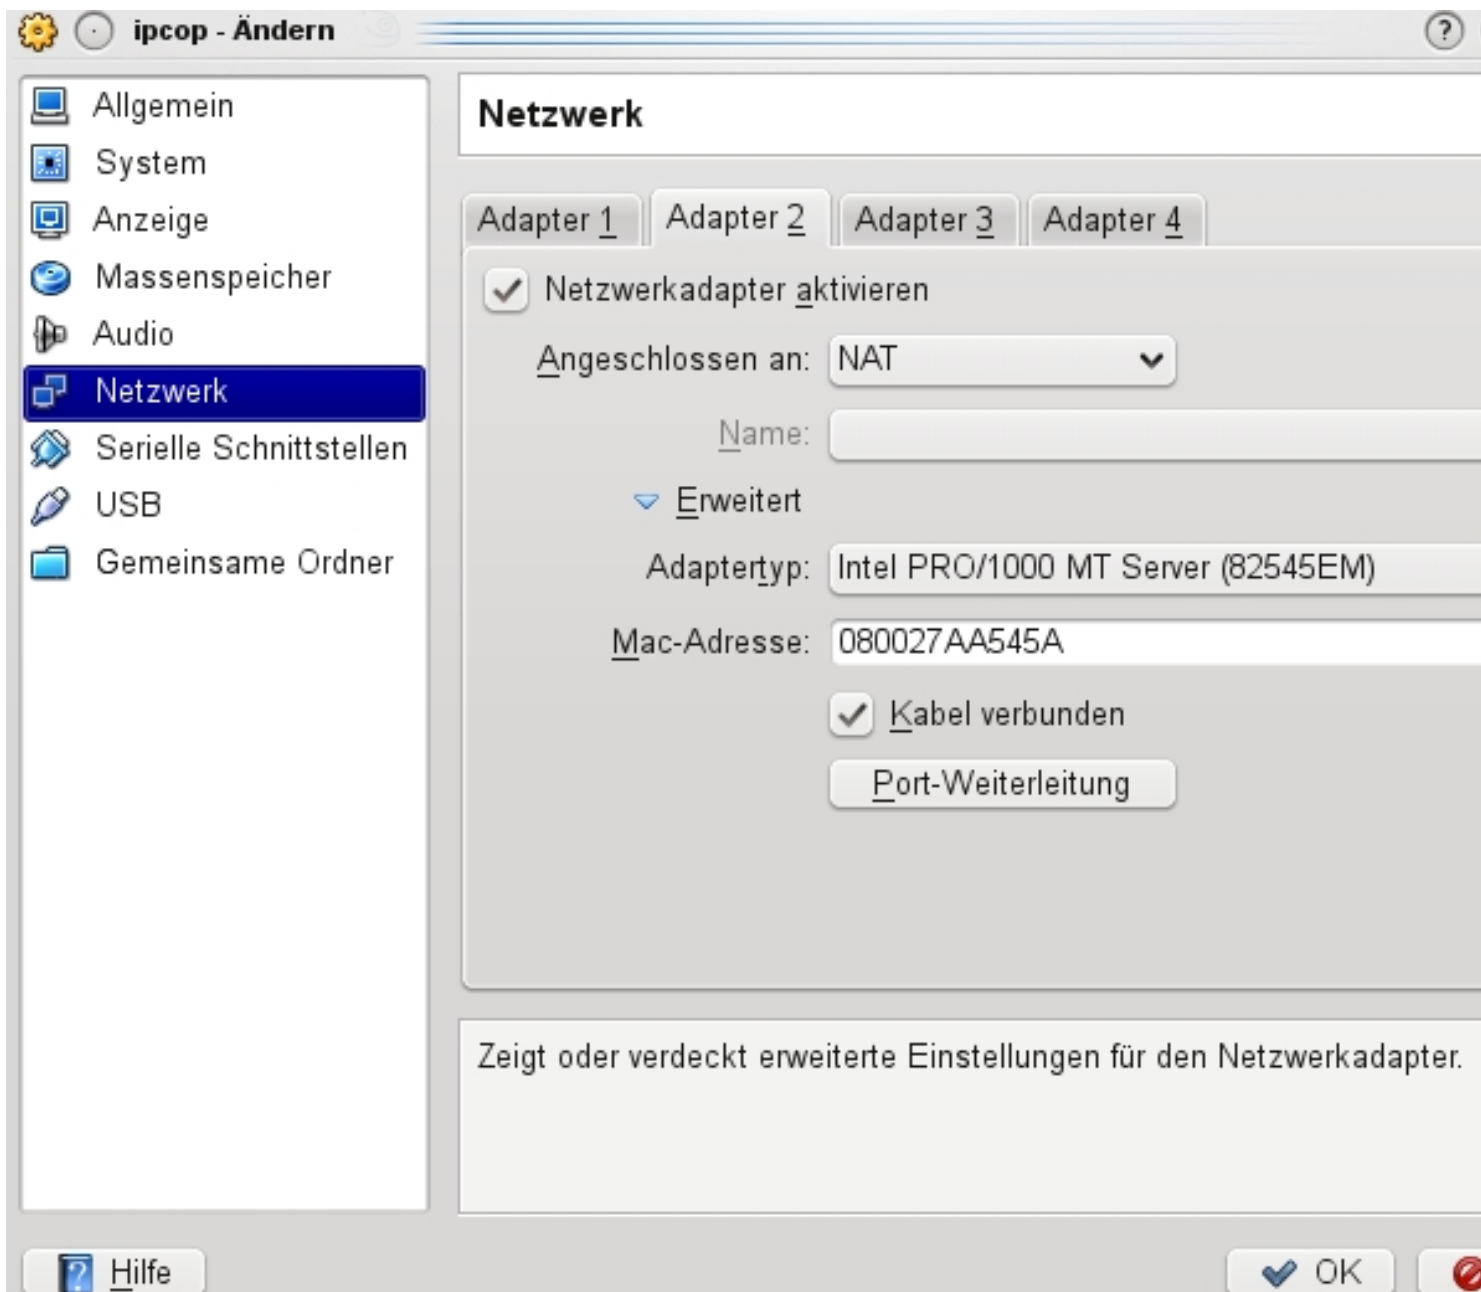 ipcop - Ändern
Allgemein
System
Anzeige
Massenspeicher
Audio
Netzwerk
Serielle Schnittstellen
USB
Gemeinsame Ordner
Netzwerk
Adapter 1 Adapter 2 Adapter 3 Adapter 4
Netzwerkadapter aktivieren
Angeschlossen an: NAT
Name:
Erweitert
Adaptertyp: Intel PRO/1000 MT Server (82545EM)
Mac-Adresse: 080027AA545A
Kabel verbunden
Port-Weiterleitung
Zeigt oder verdeckt erweiterte Einstellungen für den Netzwerkadapter.
Hilfe OK